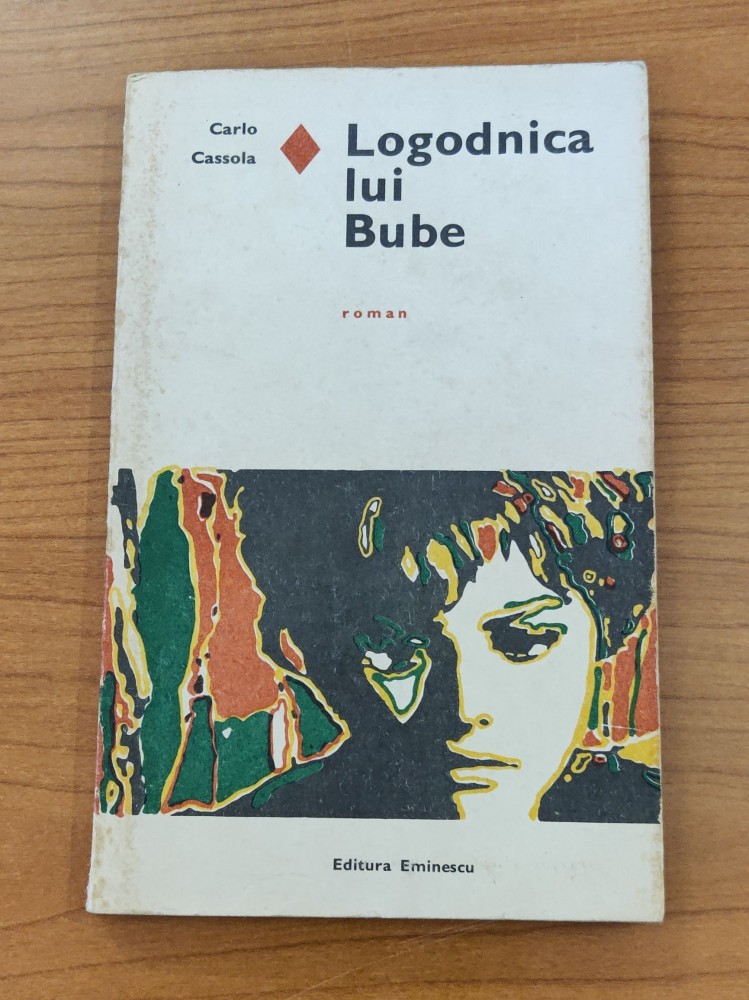 Carlo
Cassola
Logodnica
lui
Bube
roman
Editura Eminescu